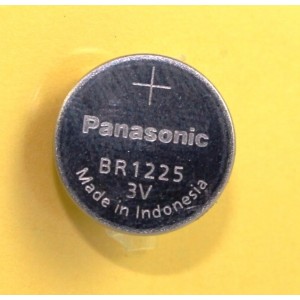 +
Panasonic
BR1225
3V
Made in Indonesia